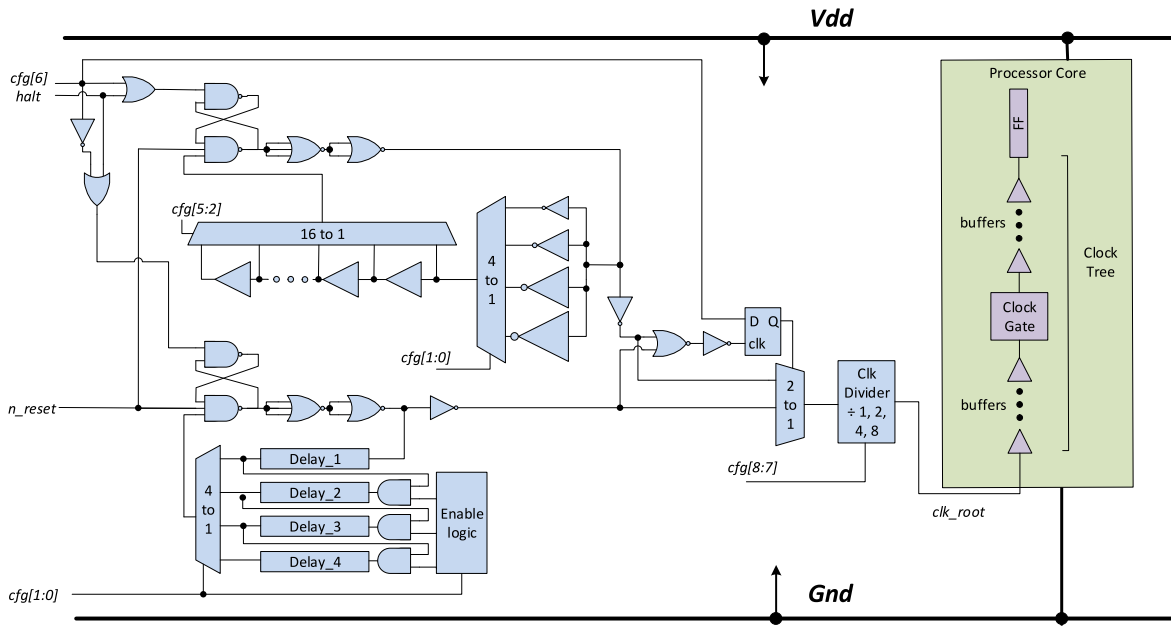 Vdd
cfg[6]
halt
Processor Core
FF
buffers
Clock
Tree
Clock
Gate
buffers
cfg[5:2]
16 to 1
4
to
1
cfg[1:0]
D Q
clk
2
to
1
Clk
Divider
÷ 1, 2,
4, 8
cfg[8:7]
clk_root
n_reset
4
to
1
Delay_1
Delay_2
Delay_3
Delay_4
Enable
logic
cfg[1:0]
Gnd